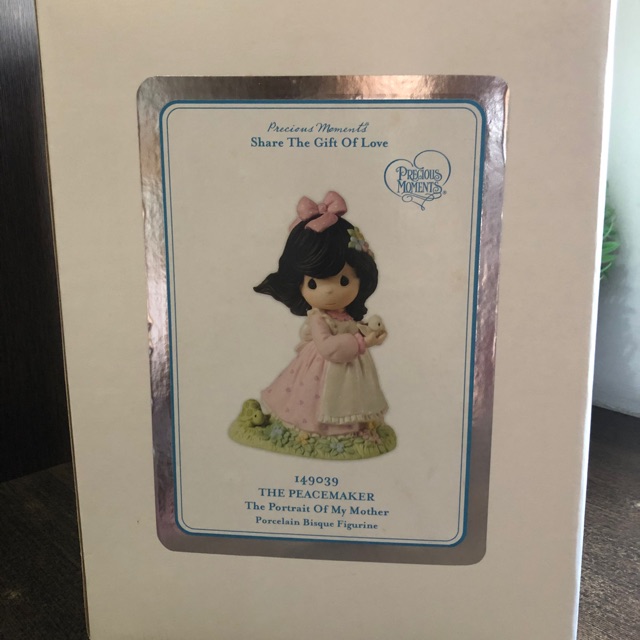 Precious Moments
Share The Gift Of Love
PRECIOUS
MOMENTS®
149039
THE PEACEMAKER
The Portrait Of My Mother
Porcelain Bisque Figurine